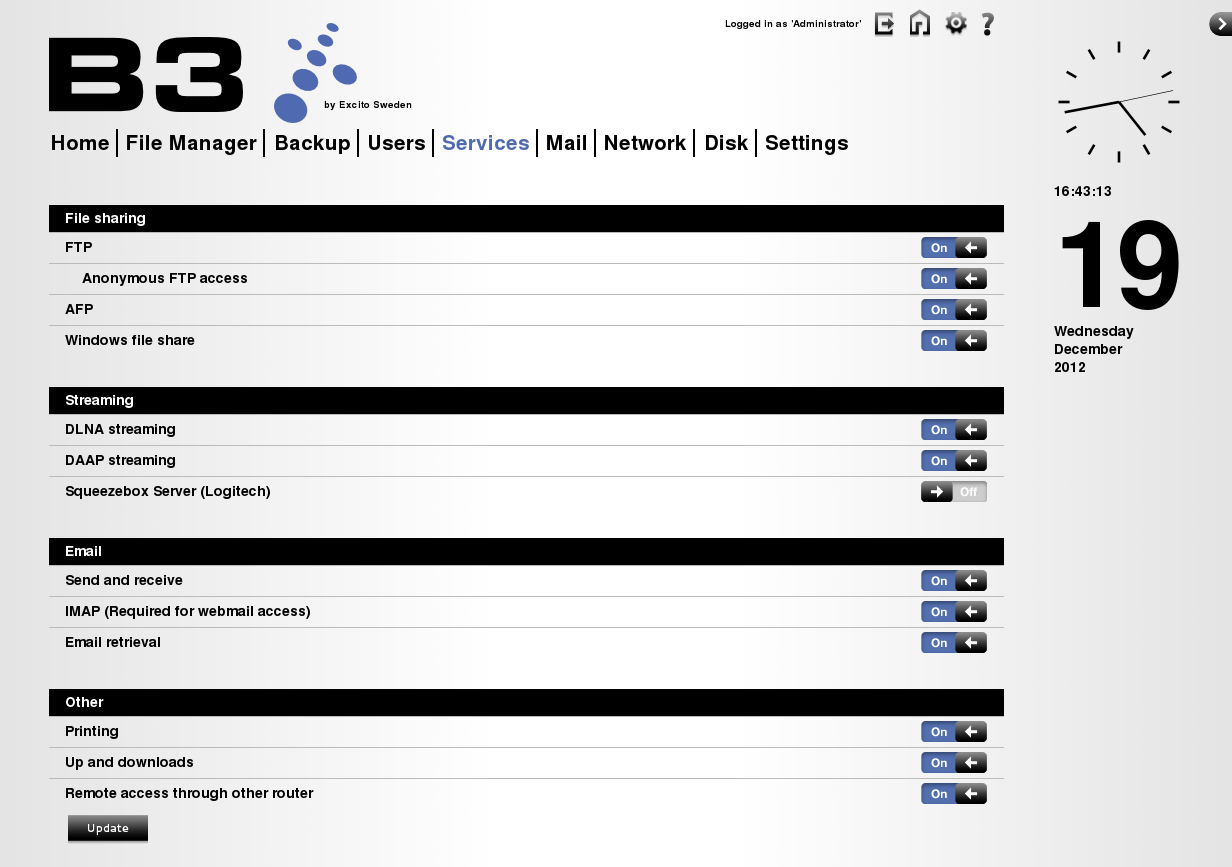 Logged in as 'Administrator'
B3
by Excito Sweden
Home File Manager Backup Users Services Mail Network Disk Settings
File sharing
FTP On
Anonymous FTP access On
AFP On
Windows file share On
Streaming
DLNA streaming On
DAAP streaming On
Squeezebox Server (Logitech) Off
Email
Send and receive On
IMAP (Required for webmail access) On
Email retrieval On
Other
Printing On
Up and downloads On
Remote access through other router On
Update
16:43:13
19
Wednesday
December
2012